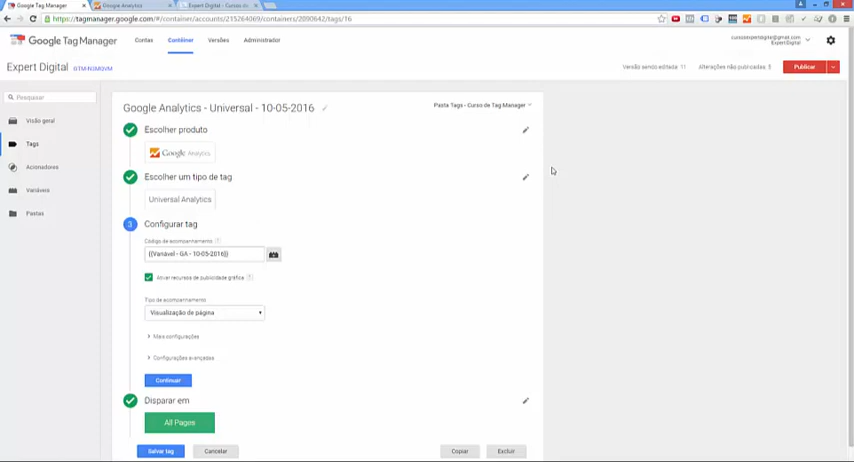 Google Tag Manager
Google Analytics
Expert Digital - Cursos de
https://tagmanager.google.com/#/container/accounts/215264069/containers/2090642/tags/16
Google Tag Manager
Contas
Contêiner
Versões
Administrador
Expert Digital
Expert Digital
Versão sendo editada: 11
Alterações não publicadas: 3
Publicar
Pesquisar
Visão geral
Tags
Acionadores
Variáveis
Pastas
Google Analytics - Universal - 10-05-2016
Pasta Tags - Curso de Tag Manager
Escolher produto
Google Analytics
Escolher um tipo de tag
Universal Analytics
3
Configurar tag
Código de acompanhamento ?
{{Variável - GA - 10-05-2016}}
Ativar recursos de publicidade gráfica ?
Tipo de acompanhamento
Visualização de página
Mais configurações
Configurações avançadas
Continuar
Disparar em
All Pages
Salvar tag
Cancelar
Copiar
Excluir